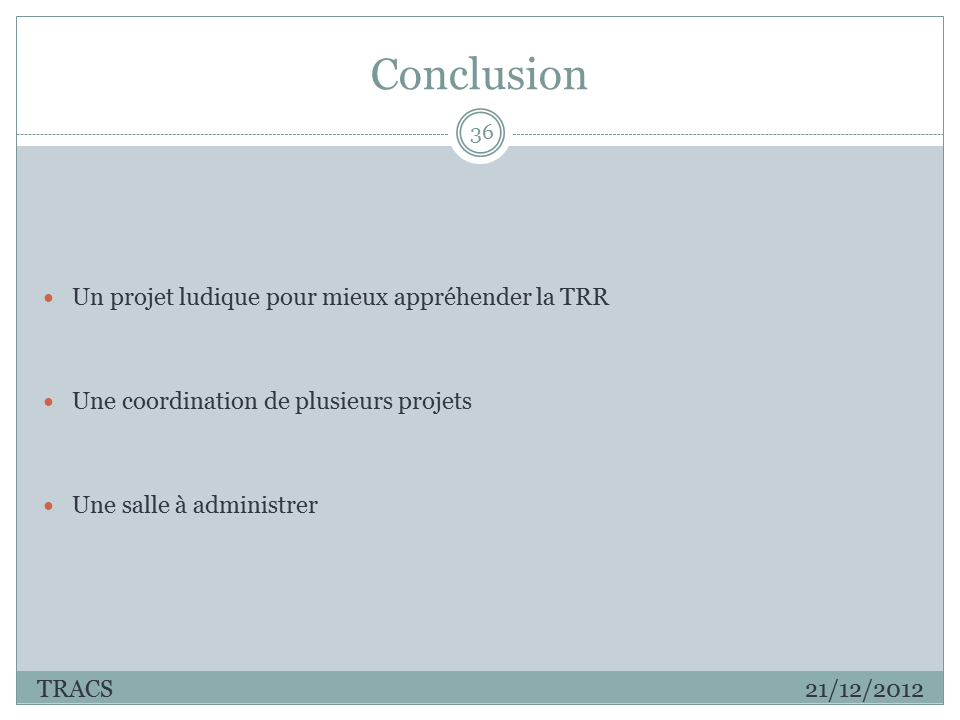 Conclusion
36
Un projet ludique pour mieux appréhender la TRR
Une coordination de plusieurs projets
Une salle à administrer
TRACS 21/12/2012